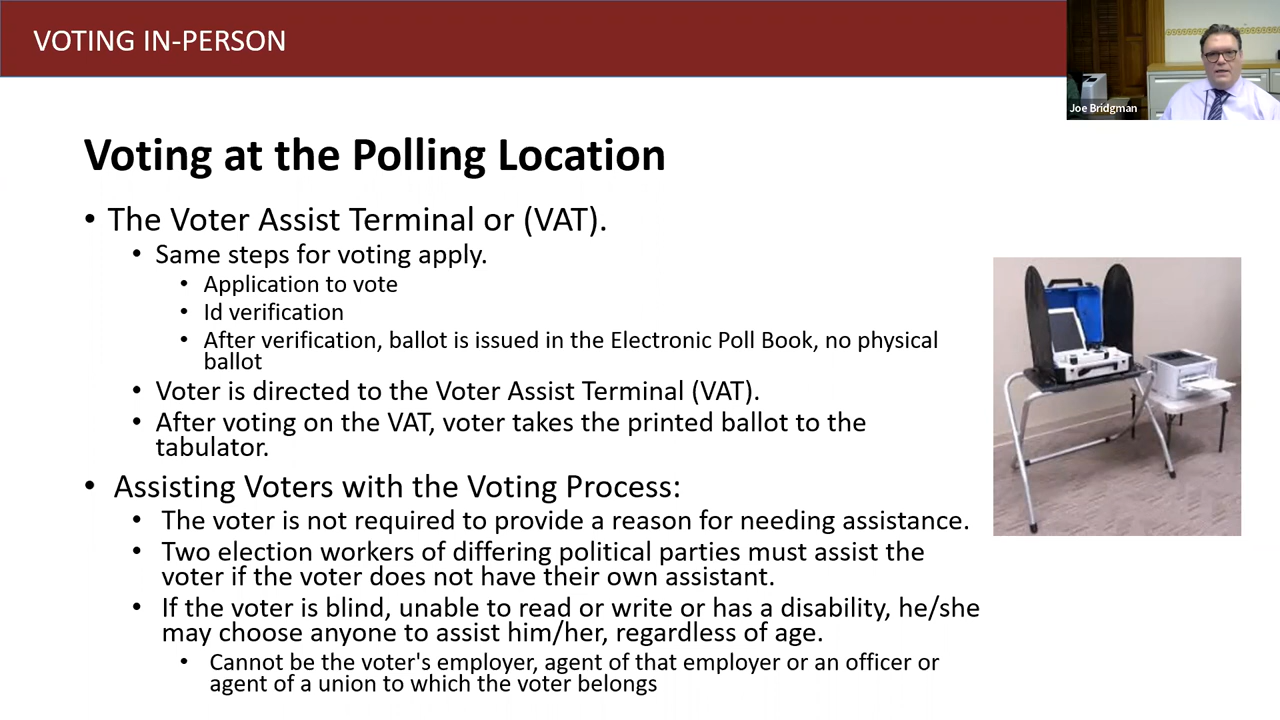 VOTING IN-PERSON
Joe Bridgman
Voting at the Polling Location
• The Voter Assist Terminal or (VAT).
• Same steps for voting apply.
• Application to vote
• Id verification
• After verification, ballot is issued in the Electronic Poll Book, no physical
ballot
• Voter is directed to the Voter Assist Terminal (VAT).
• After voting on the VAT, voter takes the printed ballot to the
tabulator.
• Assisting Voters with the Voting Process:
• The voter is not required to provide a reason for needing assistance.
• Two election workers of differing political parties must assist the
voter if the voter does not have their own assistant.
• If the voter is blind, unable to read or write or has a disability, he/she
may choose anyone to assist him/her, regardless of age.
• Cannot be the voter's employer, agent of that employer or an officer or
agent of a union to which the voter belongs